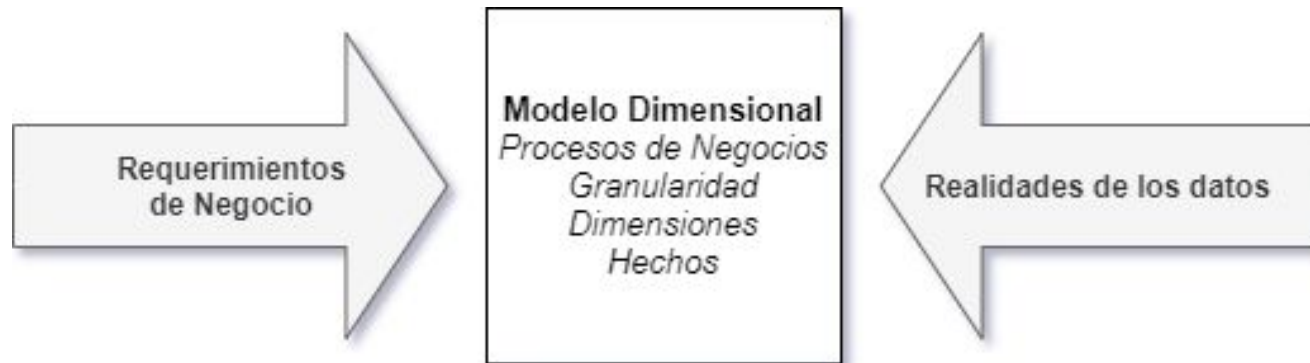 Requerimientos
de Negocio
Modelo Dimensional
Procesos de Negocios
Granularidad
Dimensiones
Hechos
Realidades de los datos